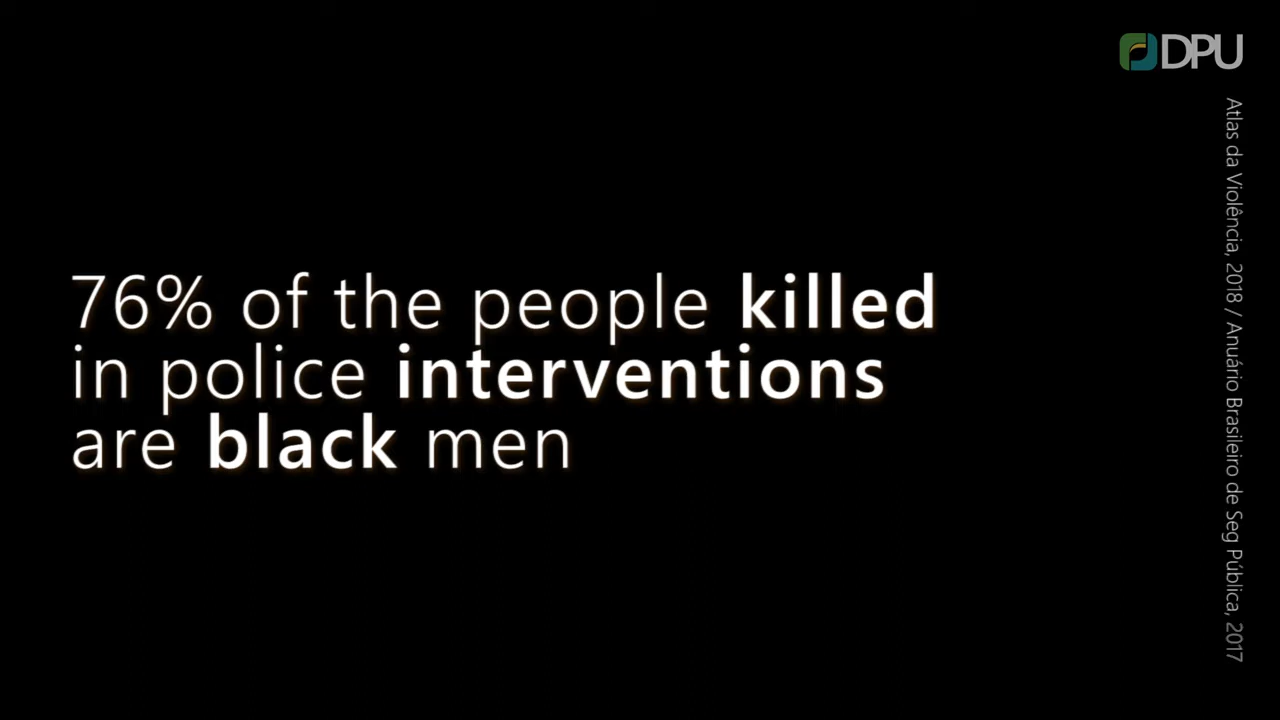 DPU
76% of the people killed
in police interventions
are black men
Atlas da Violência, 2018 / Anuário Brasileiro de Seg Pública, 2017